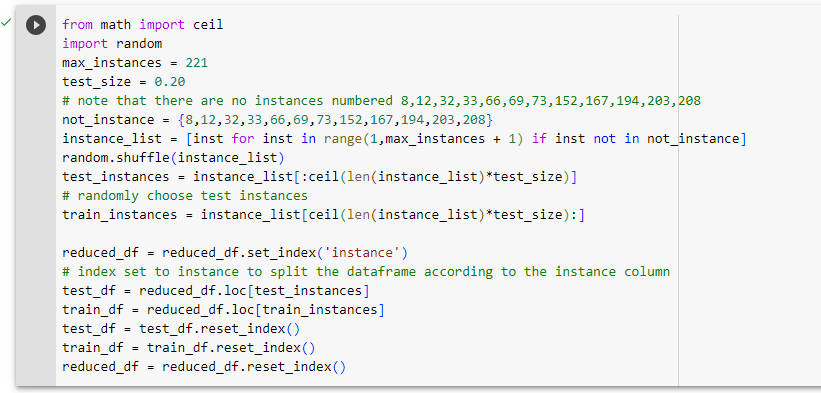 from math import ceil
import random
max_instances = 221
test_size = 0.20
# note that there are no instances numbered 8,12,32,33,66,69,73,152,167,194,203,208
not_instance = {8,12,32,33,66,69,73,152,167,194,203,208}
instance_list = [inst for inst in range(1,max_instances + 1) if inst not in not_instance]
random.shuffle(instance_list)
test_instances = instance_list[:ceil(len(instance_list)*test_size)]
# randomly choose test instances
train_instances = instance_list[ceil(len(instance_list)*test_size):]
reduced_df = reduced_df.set_index('instance')
# index set to instance to split the dataframe according to the instance column
test_df = reduced_df.loc[test_instances]
train_df = reduced_df.loc[train_instances]
test_df = test_df.reset_index()
train_df = train_df.reset_index()
reduced_df = reduced_df.reset_index()